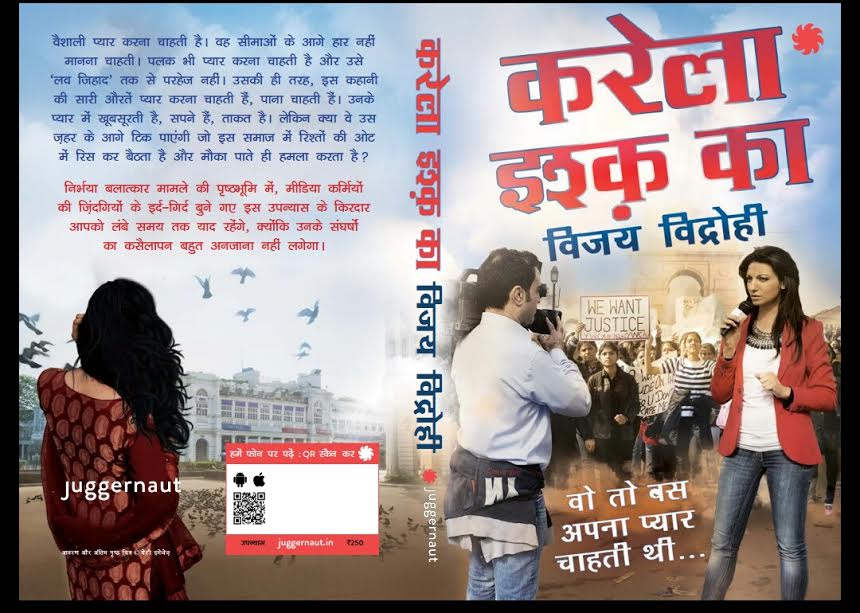 वैशाली प्यार करना चाहती है। वह सीमाओं के आगे हार नहीं
मानना चाहती। पलक भी प्यार करना चाहती है और उसे
‘लव जिहाद’ तक से परहेज नहीं। उसकी ही तरह, इस कहानी
की सारी औरतें प्यार करना चाहती हैं, पाना चाहती हैं। उनके
प्यार में खूबसूरती है, सपने हैं, ताकत है। लेकिन क्या वे उस
ज़हर के आगे टिक पाएंगी जो इस समाज में रिश्तों की ओट
में रिस कर बैठता है और मौका पाते ही हमला करता है?
निर्भया बलात्कार मामले की पृष्ठभूमि में, मीडिया कर्मियों
की ज़िंदगियों के इर्द-गिर्द बुने गए इस उपन्यास के किरदार
आपको लंबे समय तक याद रहेंगे, क्योंकि उनके संघर्षों
का कसैलापन बहुत अनजाना नहीं लगेगा।
juggernaut
आवरण और अंतिम पृष्ठ चित्र © गेटी इमेजेज़
हमें फोन पर पढ़ें : QR स्कैन कर
उपन्यास juggernaut.in ₹250
करेला इश्क़ का विजय विद्रोही juggernaut
करेला
इश्क़ का
विजय विद्रोही
WE WANT
JUSTICE
वो तो बस
अपना प्यार
चाहती थी...